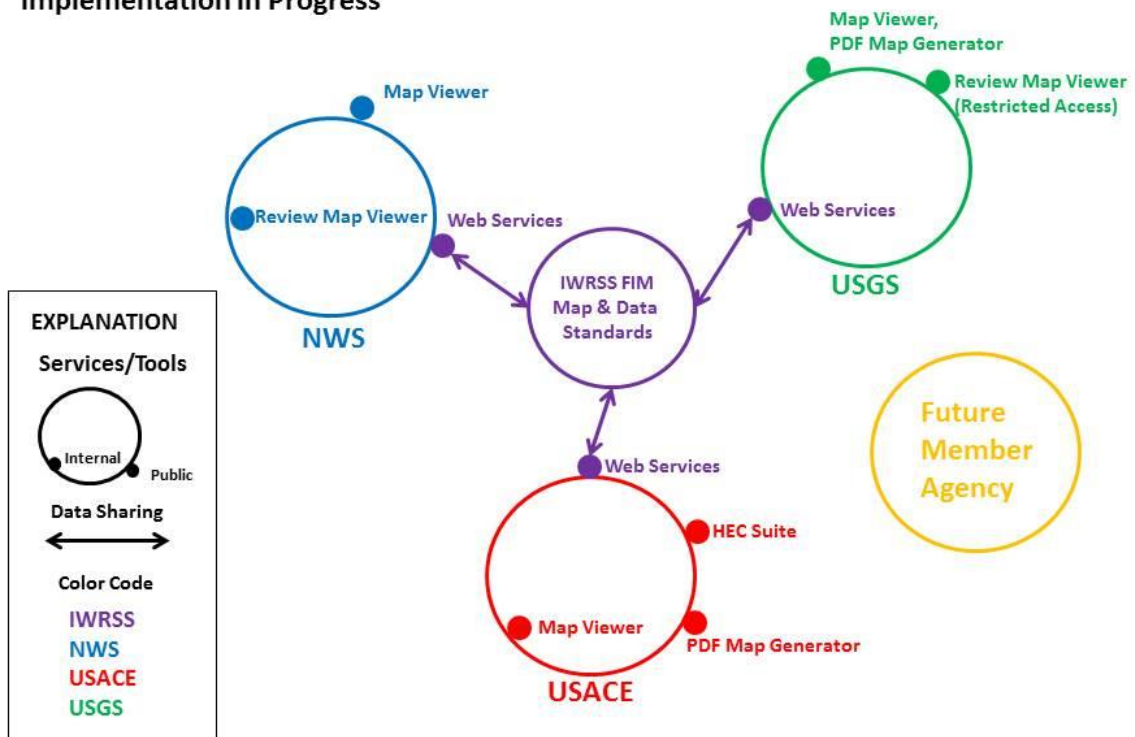 Implementation in Progress
Map Viewer,
PDF Map Generator
Review Map Viewer
(Restricted Access)
Map Viewer
Review Map Viewer
Web Services
Web Services
IWRSS FIM
Map & Data
Standards
NWS
USGS
EXPLANATION
Services/Tools
Internal
Public
Data Sharing
Color Code
IWRSS
NWS
USACE
USGS
Future
Member
Agency
Web Services
HEC Suite
Map Viewer
PDF Map Generator
USACE